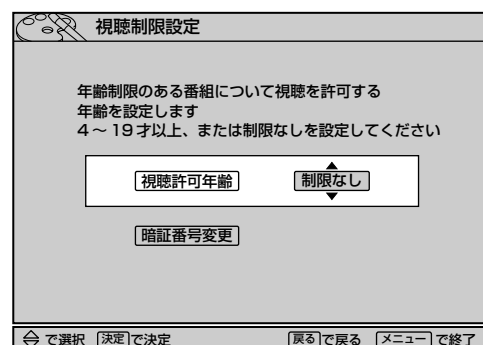 視聴制限設定
年齢制限のある番組について視聴を許可する
年齢を設定します
4～19才以上、または制限なしを設定してください
視聴許可年齢 制限なし
暗証番号変更
で選択 決定で決定 戻るで戻る メニューで終了